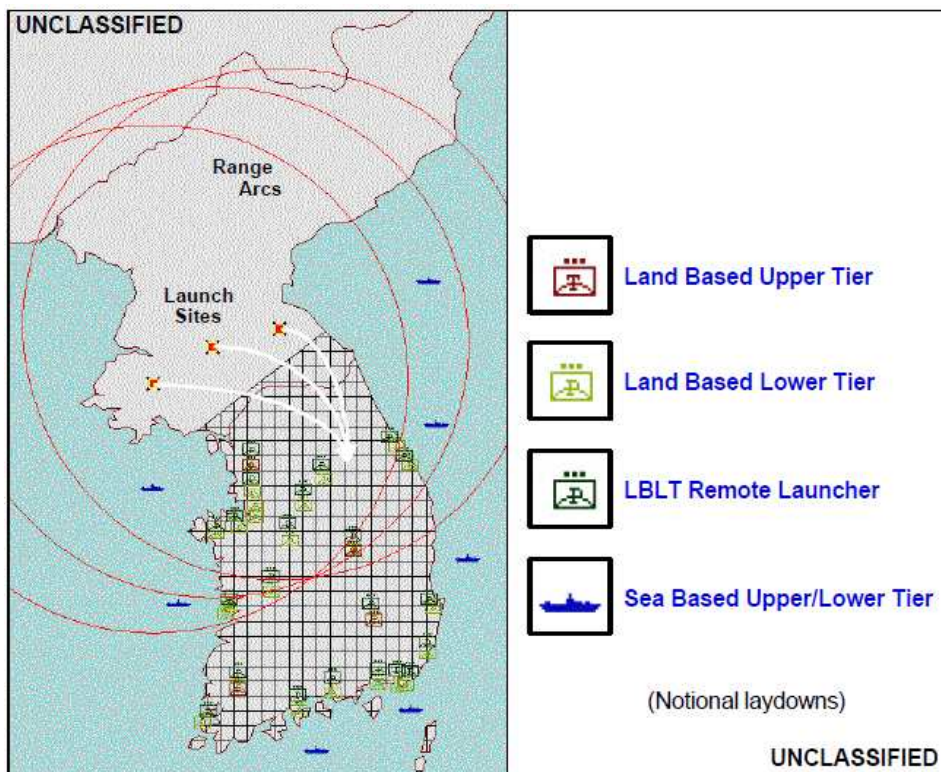 UNCLASSIFIED
Range
Arcs
Launch
Sites
T
Land Based Upper Tier
P
Land Based Lower Tier
P
LBLT Remote Launcher
Sea Based Upper/Lower Tier
(Notional laydowns)
UNCLASSIFIED